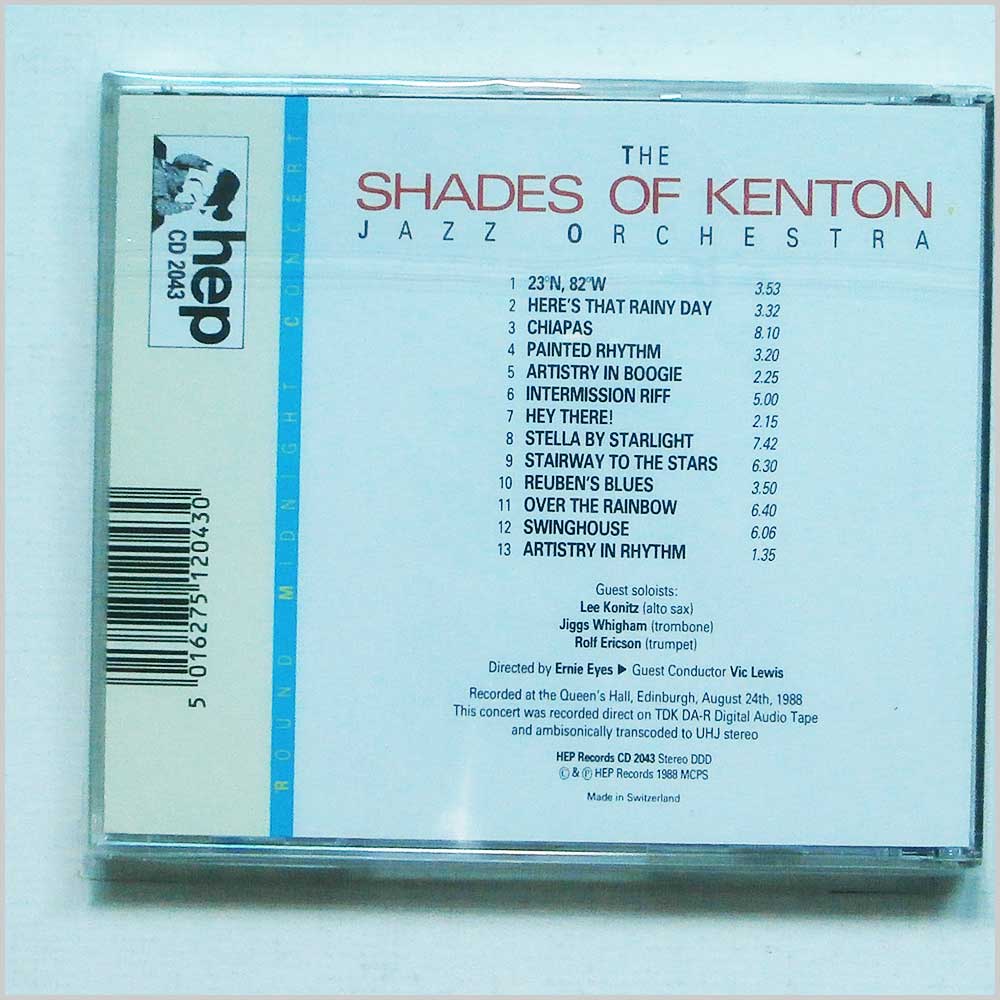 hep
CD 2043
ROUND MIDNIGHT CONCERT
5 016275 120430
THE
SHADES OF KENTON
JAZZ ORCHESTRA
1 23°N, 82°W 3.53
2 HERE'S THAT RAINY DAY 3.32
3 CHIAPAS 8.10
4 PAINTED RHYTHM 3.20
5 ARTISTRY IN BOOGIE 2.25
6 INTERMISSION RIFF 5.00
7 HEY THERE! 2.15
8 STELLA BY STARLIGHT 7.42
9 STAIRWAY TO THE STARS 6.30
10 REUBEN'S BLUES 3.50
11 OVER THE RAINBOW 6.40
12 SWINGHOUSE 6.06
13 ARTISTRY IN RHYTHM 1.35
Guest soloists:
Lee Konitz (alto sax)
Jiggs Whigham (trombone)
Rolf Ericson (trumpet)
Directed by Ernie Eyes ▶ Guest Conductor Vic Lewis
Recorded at the Queen's Hall, Edinburgh, August 24th, 1988
This concert was recorded direct on TDK DA-R Digital Audio Tape
and ambisonically transcoded to UHJ stereo
HEP Records CD 2043 Stereo DDD
© & ℗ HEP Records 1988 MCPS
Made in Switzerland